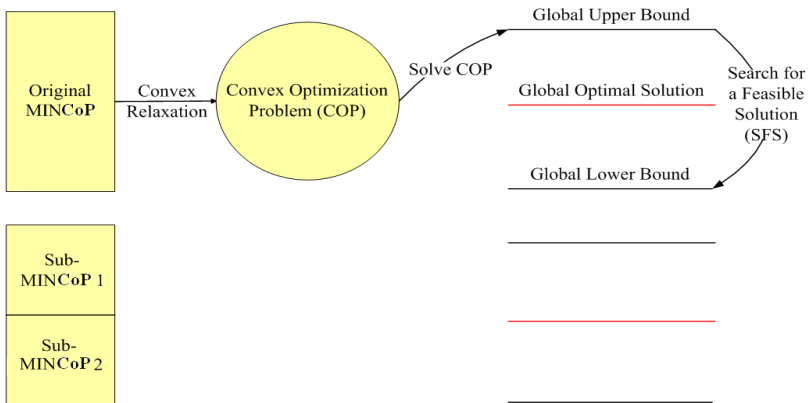 Original
MINCoP
Convex
Relaxation
Convex Optimization
Problem (COP)
Solve COP
Global Upper Bound
Global Optimal Solution
Global Lower Bound
Search for
a Feasible
Solution
(SFS)
Sub-
MINCoP 1
Sub-
MINCoP 2